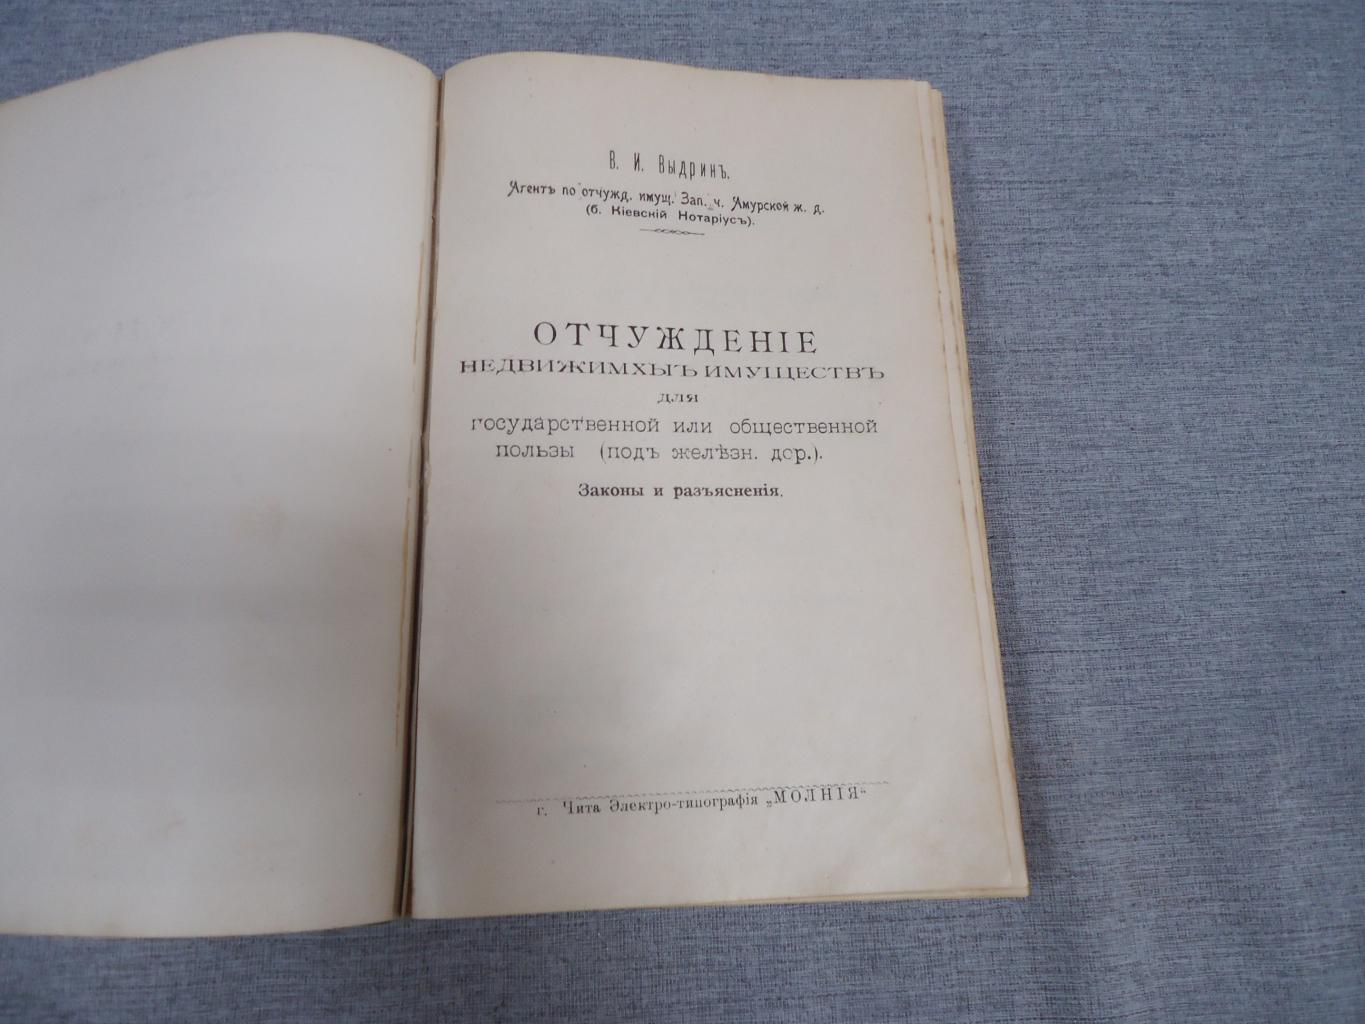 В. И. Выдринъ.
Агентъ по отчужд. имущ. Зап. ч. Амурской ж. д.
(б. Кіевскій Нотаріусъ).
ОТЧУЖДЕНІЕ
НЕДВИЖИМХЫЪ ИМУЩЕСТВЪ
для
государственной или общественной
пользы (подъ желѣзн. дор.).
Законы и разъясненія.
г. Чита Электро-типографія „МОЛНІЯ“